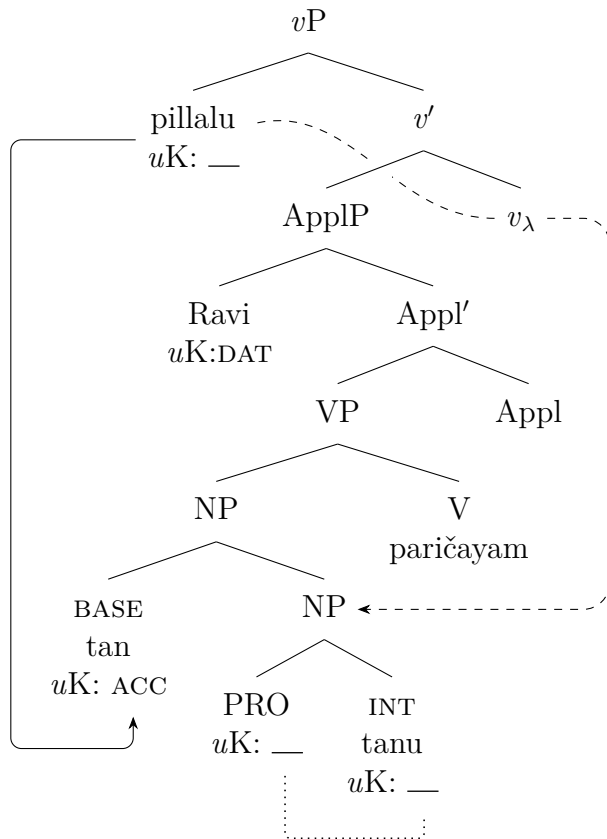 vP
pillalu v′
uK: __
ApplP v_λ
Ravi Appl′
uK:DAT
VP Appl
NP V
paričayam
BASE NP
tan
uK: ACC
PRO INT
uK: __ tanu
uK: __